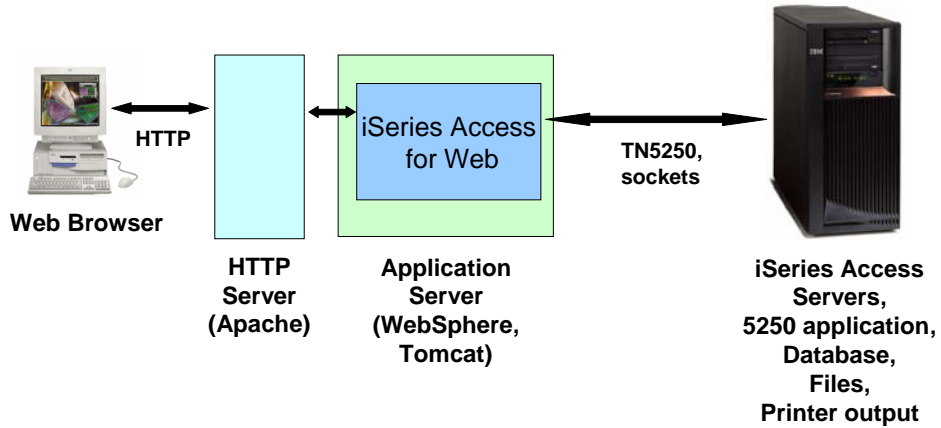 HTTP
Web Browser
HTTP
Server
(Apache)
iSeries Access
for Web
Application
Server
(WebSphere,
Tomcat)
TN5250,
sockets
IBM
iSeries Access
Servers,
5250 application,
Database,
Files,
Printer output